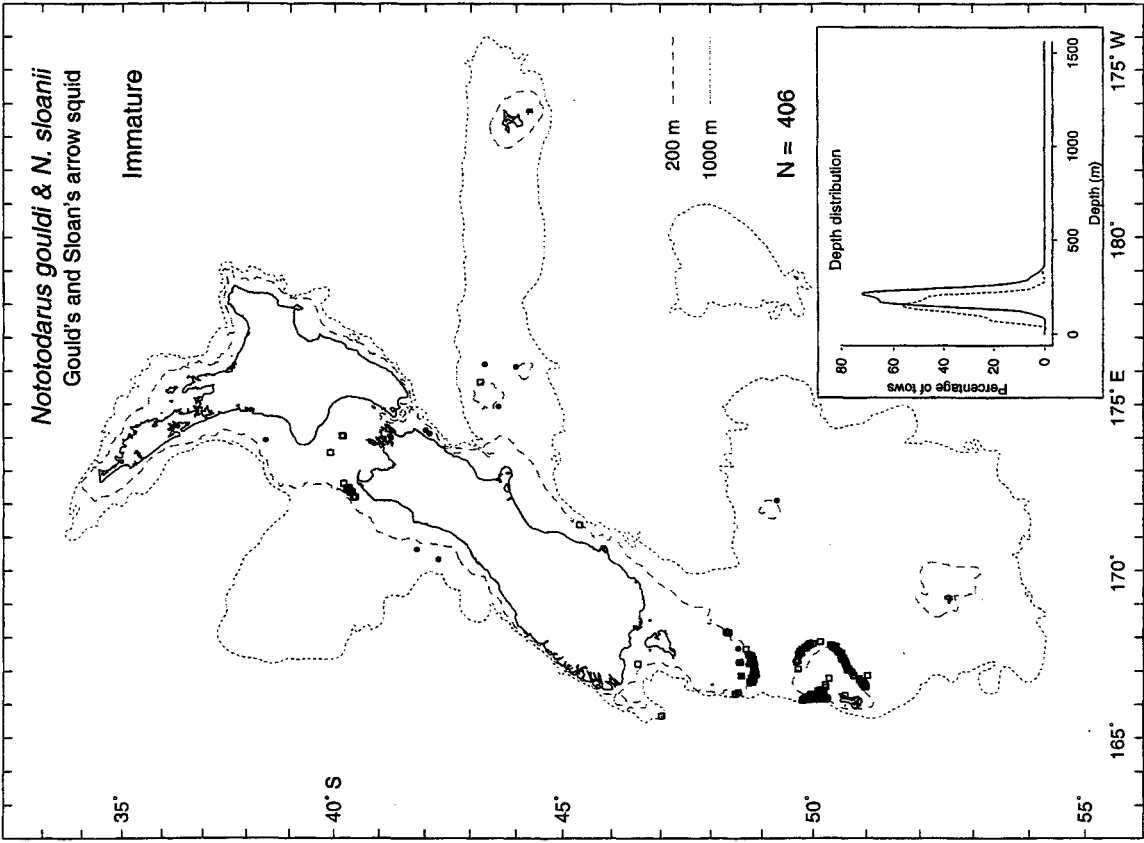 Nototodarus gouldi & N. sloanii
Gould's and Sloan's arrow squid
Immature
200 m
1000 m
N = 406
Depth distribution
Percentage of tows
80
60
40
20
0
0
500
1000
1500
Depth (m)
35°
40° S
45°
50°
55°
165°
170°
175° E
180°
175° W